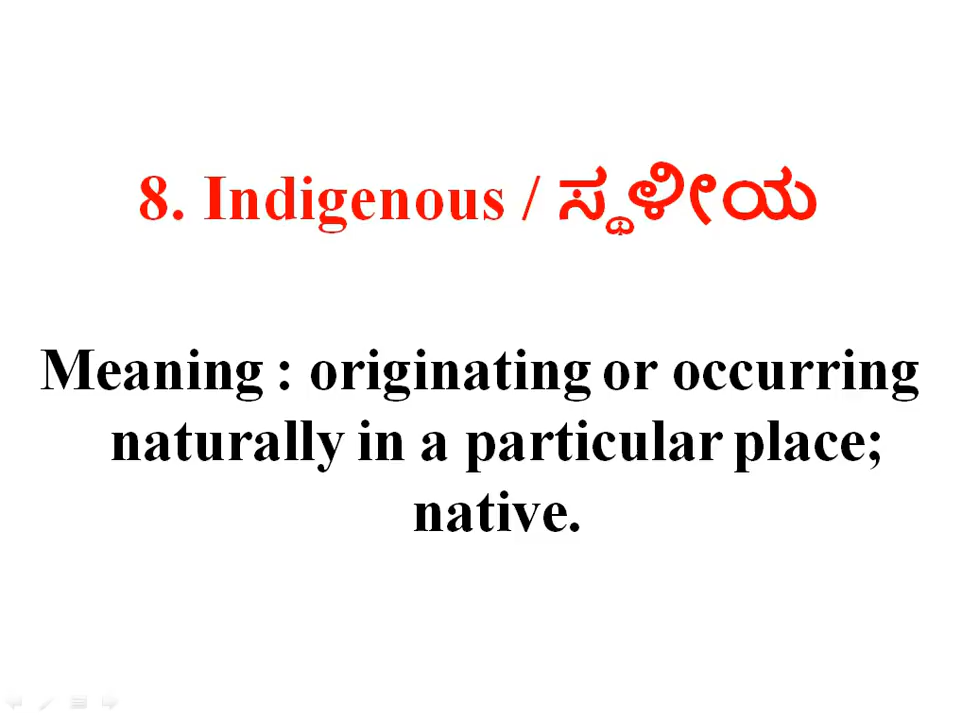 8. Indigenous / ಸ್ಥಳೀಯ
Meaning : originating or occurring
naturally in a particular place;
native.